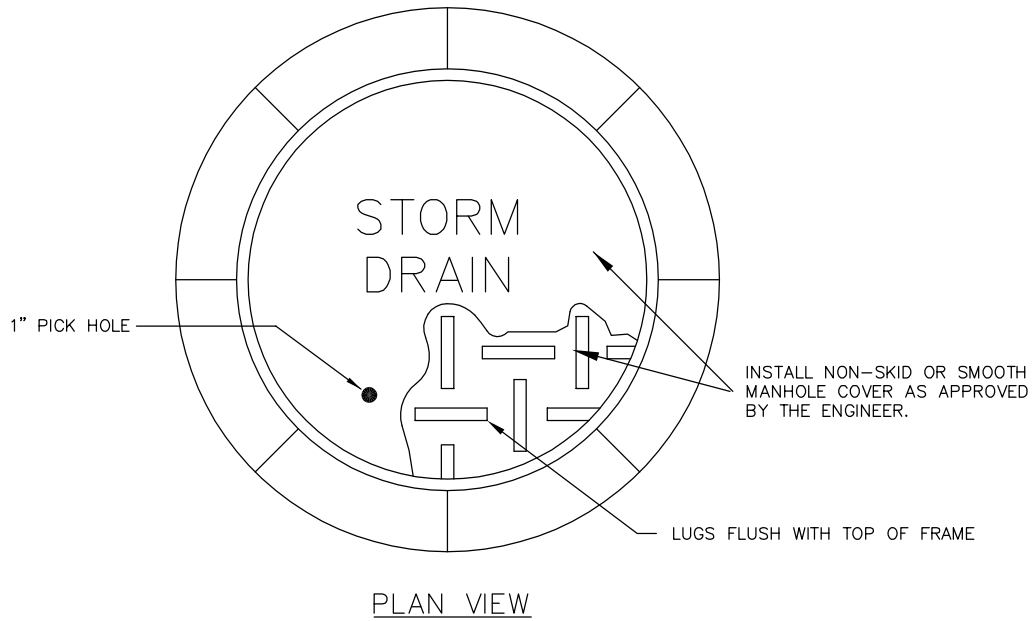 STORM
DRAIN
1” PICK HOLE
INSTALL NON-SKID OR SMOOTH
MANHOLE COVER AS APPROVED
BY THE ENGINEER.
LUGS FLUSH WITH TOP OF FRAME
PLAN VIEW